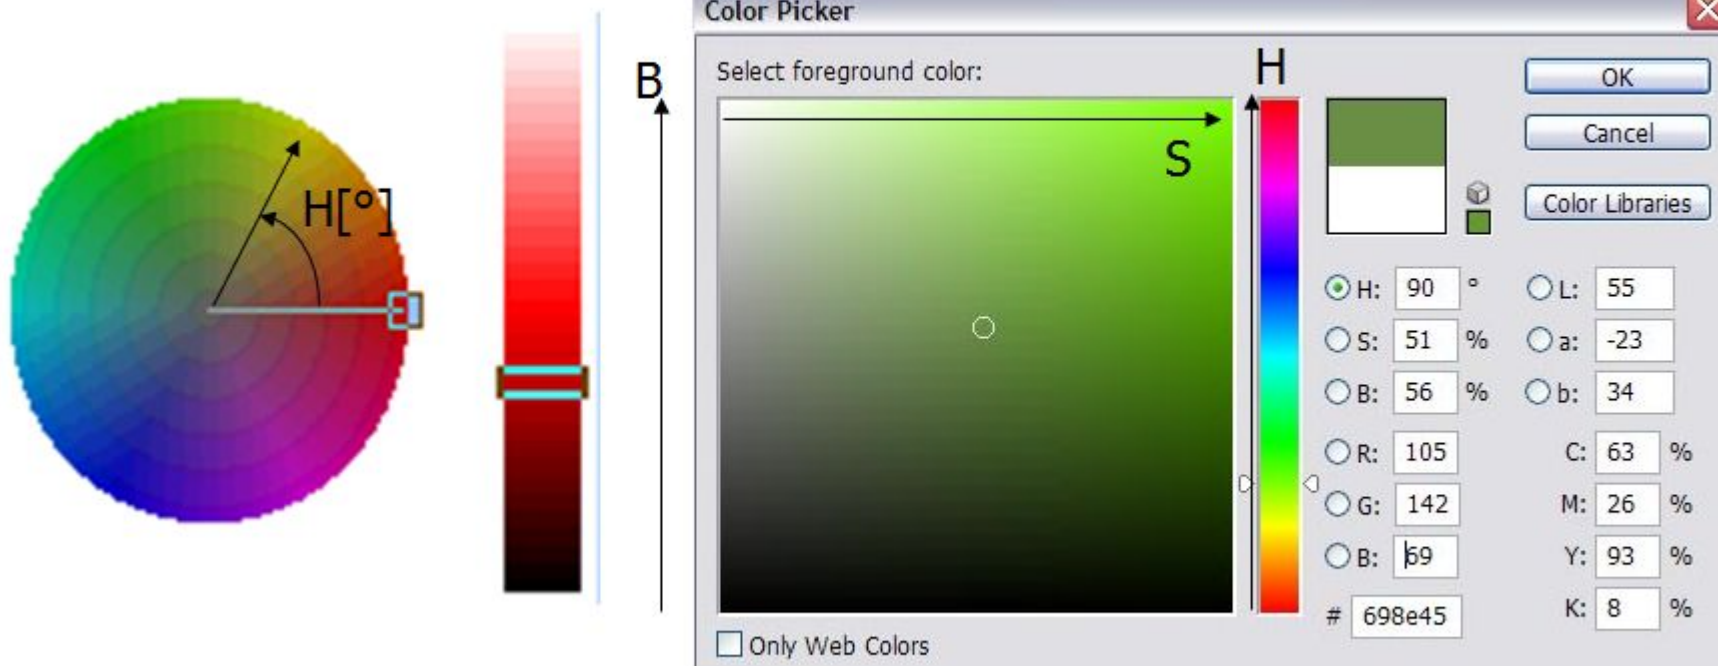 Color Picker
Select foreground color:
H
B
S
H[°]
OK
Cancel
Color Libraries
H: 90 °
S: 51 %
B: 56 %
R: 105
G: 142
B: 69
# 698e45
L: 55
a: -23
b: 34
C: 63 %
M: 26 %
Y: 93 %
K: 8 %
Only Web Colors